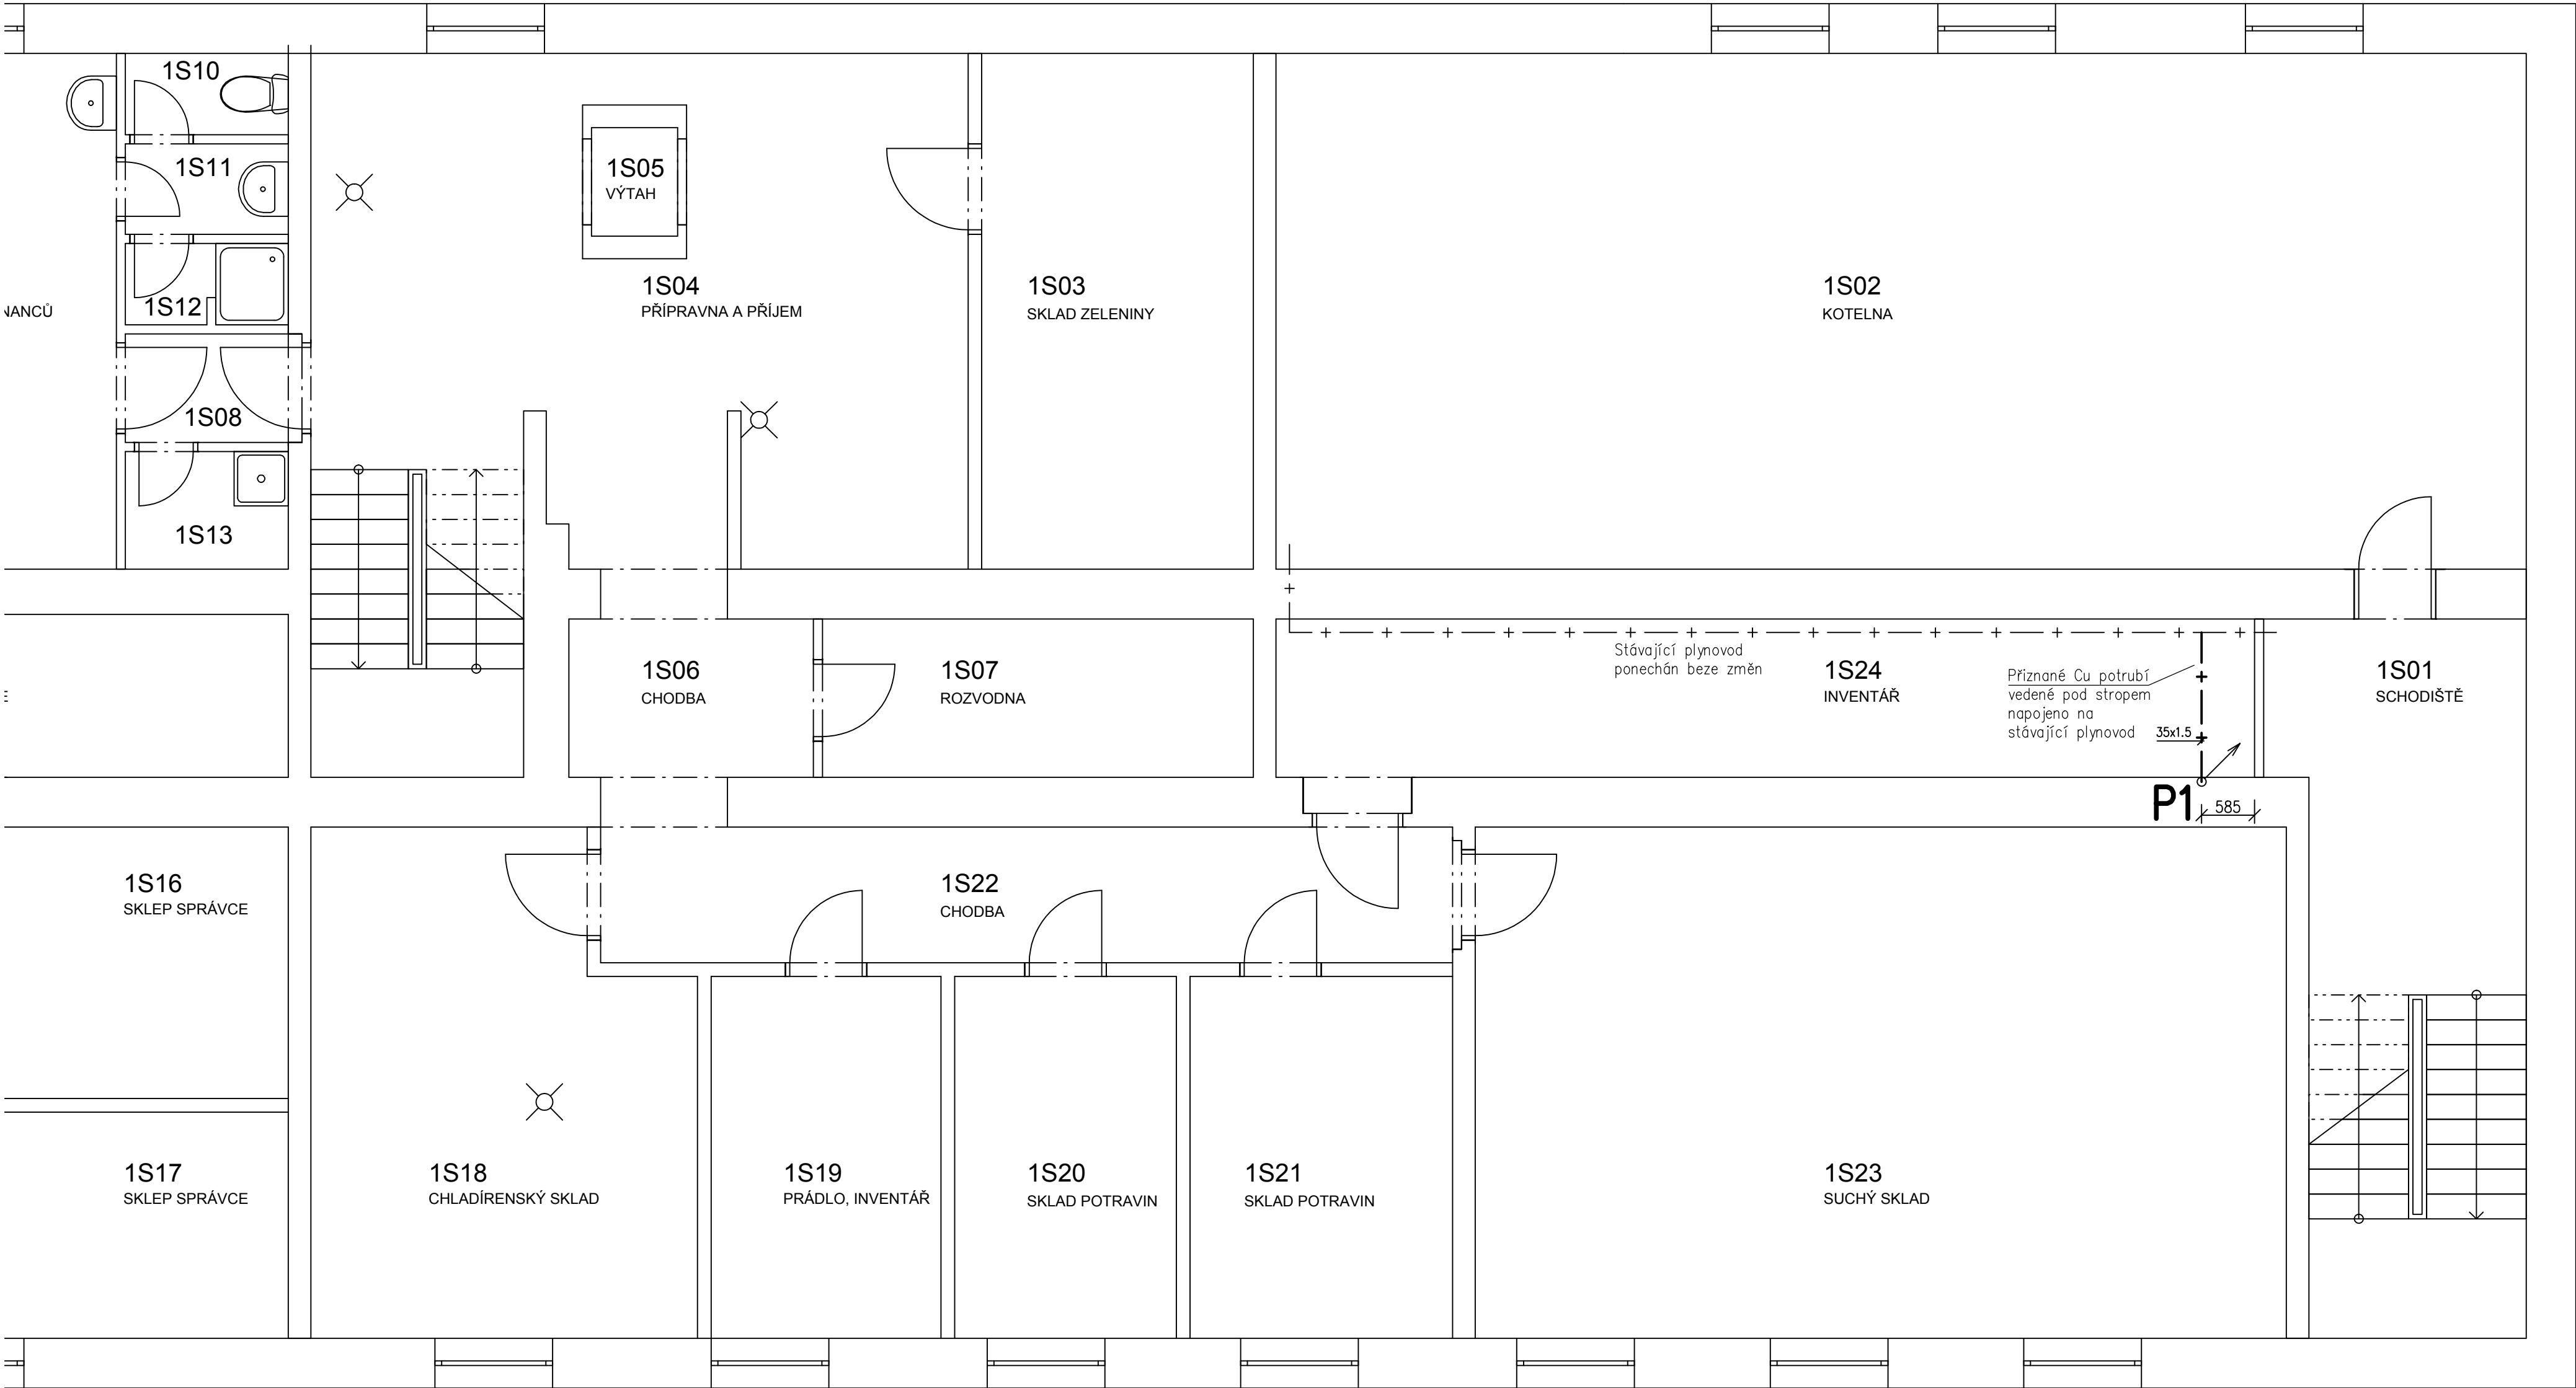 1S10
1S11
1S12
NANCŮ
1S08
1S13
1S05
VÝTAH
1S04
PŘÍPRAVNA A PŘÍJEM
1S03
SKLAD ZELENINY
1S02
KOTELNA
E
1S06
CHODBA
1S07
ROZVODNA
Stávající plynovod
ponechán beze změn
1S24
INVENTÁŘ
Přiznané Cu potrubí
vedené pod stropem
napojeno na
stávající plynovod
35x1.5
P1
585
1S01
SCHODIŠTĚ
1S16
SKLEP SPRÁVCE
1S22
CHODBA
1S17
SKLEP SPRÁVCE
1S18
CHLADÍRENSKÝ SKLAD
1S19
PRÁDLO, INVENTÁŘ
1S20
SKLAD POTRAVIN
1S21
SKLAD POTRAVIN
1S23
SUCHÝ SKLAD